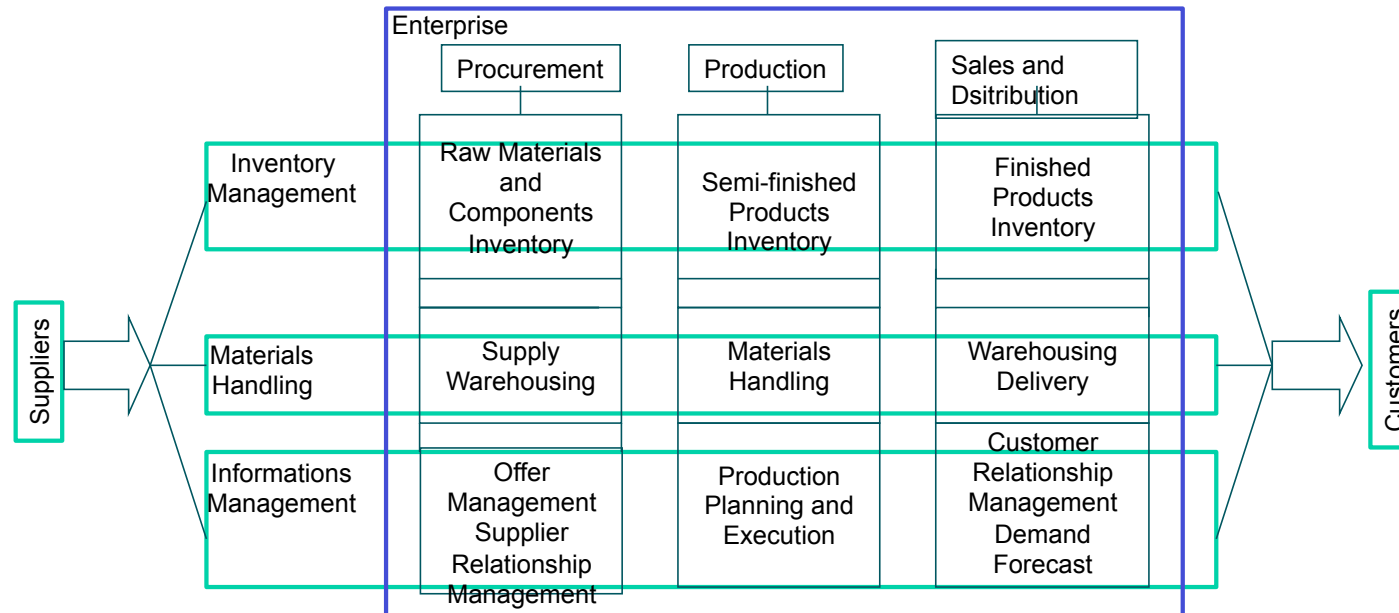 Enterprise
Procurement
Production
Sales and
Dsitribution
Inventory
Management
Raw Materials
and
Components
Inventory
Semi-finished
Products
Inventory
Finished
Products
Inventory
Suppliers
Materials
Handling
Supply
Warehousing
Materials
Handling
Warehousing
Delivery
Customers
Informations
Management
Offer
Management
Supplier
Relationship
Management
Production
Planning and
Execution
Customer
Relationship
Management
Demand
Forecast